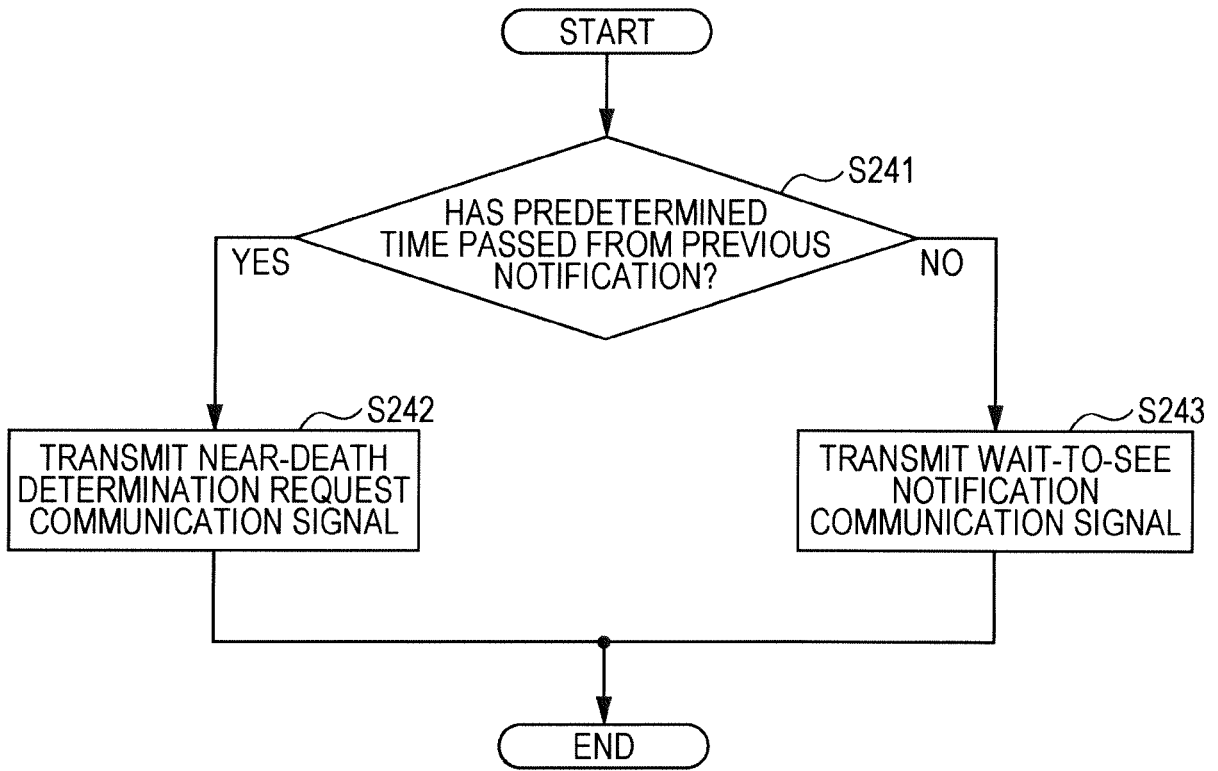 START
S241
HAS PREDETERMINED
TIME PASSED FROM PREVIOUS
NOTIFICATION?
YES
NO
S242
TRANSMIT NEAR-DEATH
DETERMINATION REQUEST
COMMUNICATION SIGNAL
S243
TRANSMIT WAIT-TO-SEE
NOTIFICATION
COMMUNICATION SIGNAL
END